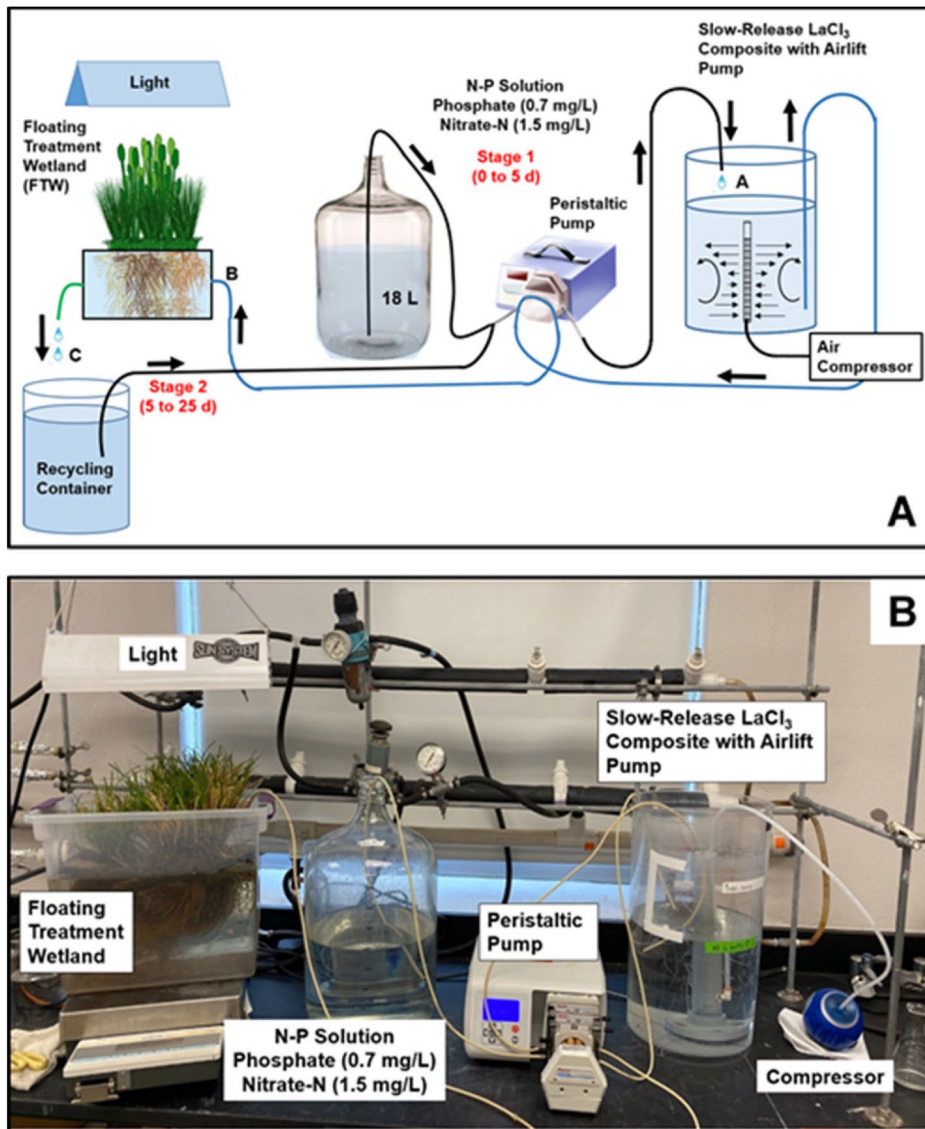 Slow-Release LaCl₃
Composite with Airlift
Pump
Light
N-P Solution
Phosphate (0.7 mg/L)
Nitrate-N (1.5 mg/L)
Floating
Treatment
Wetland
(FTW)
Stage 1
(0 to 5 d)
A
Peristaltic
Pump
B
18 L
C
Air
Compressor
Stage 2
(5 to 25 d)
Recycling
Container
A
B
Light
SUN SYSTEM
Slow-Release LaCl₃
Composite with Airlift
Pump
Floating
Treatment
Wetland
Peristaltic
Pump
N-P Solution
Phosphate (0.7 mg/L)
Nitrate-N (1.5 mg/L)
Compressor